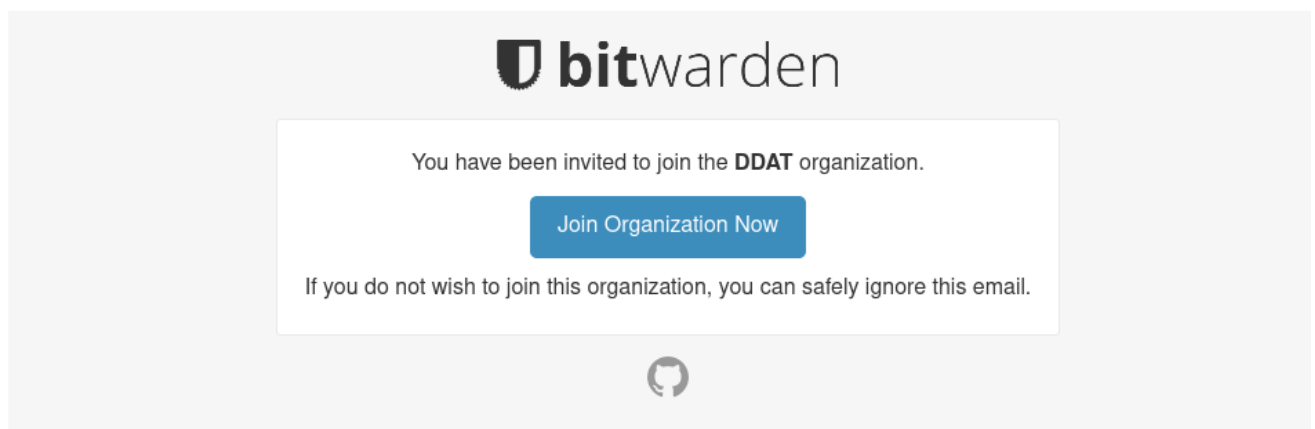 bitwarden
You have been invited to join the DDAT organization.
Join Organization Now
If you do not wish to join this organization, you can safely ignore this email.